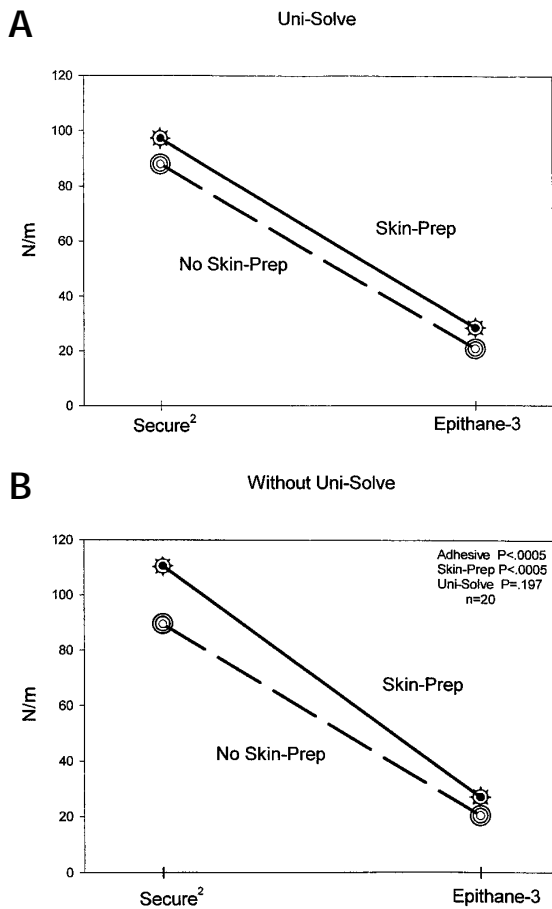 A
Uni-Solve
120
100
80
60
40
20
0
N/m
Skin-Prep
No Skin-Prep
Secure²
Epithane-3
B
Without Uni-Solve
120
100
80
60
40
20
0
N/m
Adhesive P<.0005
Skin-Prep P<.0005
Uni-Solve P=.197
n=20
Skin-Prep
No Skin-Prep
Secure²
Epithane-3